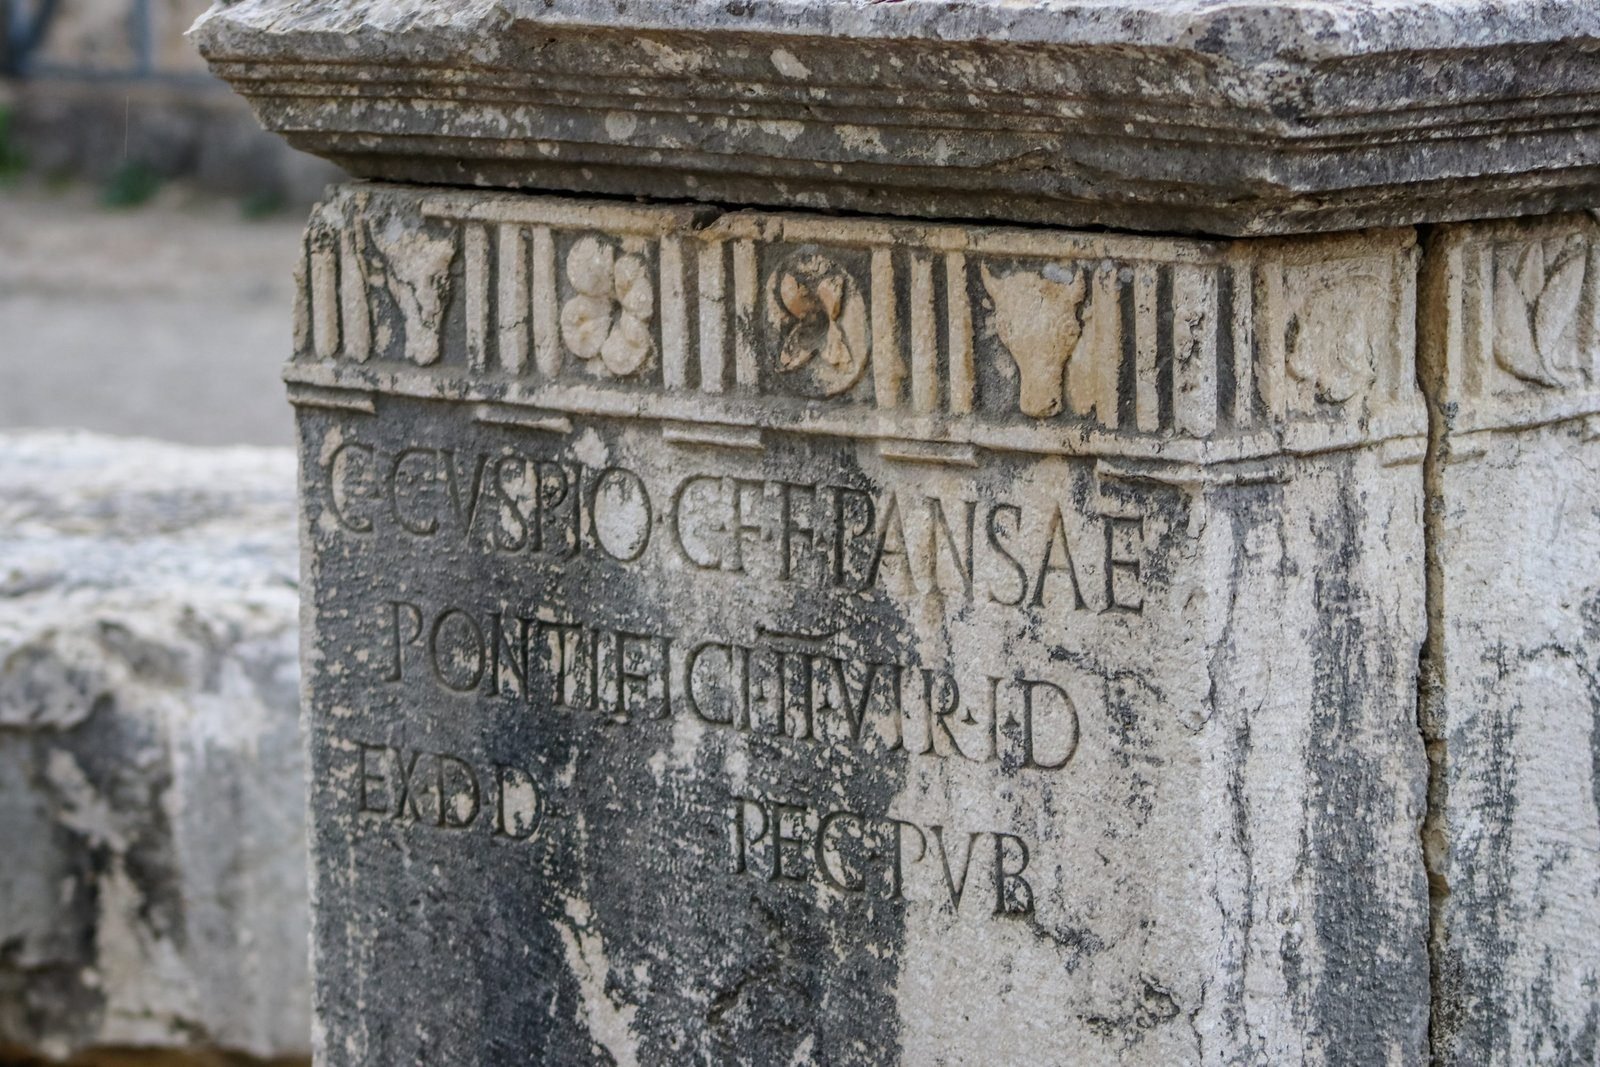 C·CVSPIO·C·F·F·PANSAE
PONTIFICI·II·VIR·I·D
EX·D·D PEC·PVB